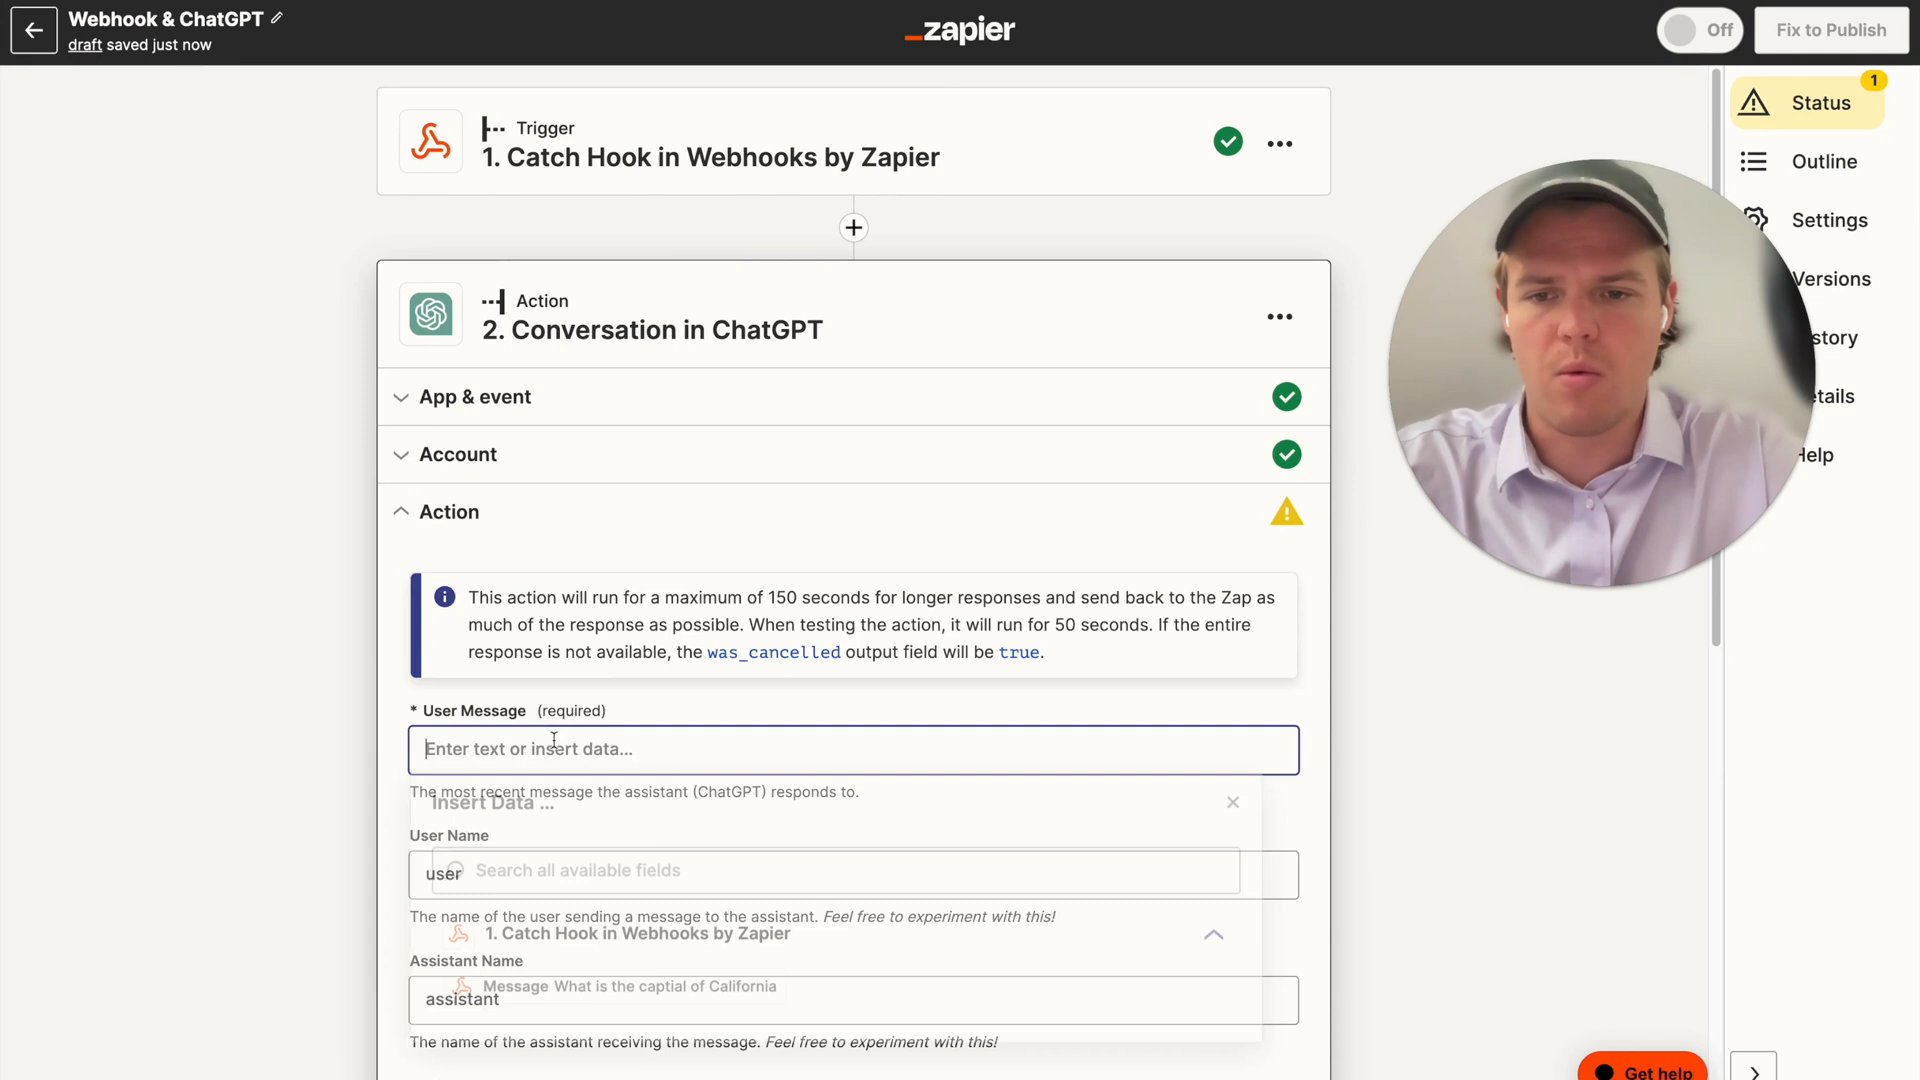 Webhook & ChatGPT
draft saved just now
zapier
Off
Fix to Publish
Trigger
1. Catch Hook in Webhooks by Zapier
Action
2. Conversation in ChatGPT
App & event
Account
Action
This action will run for a maximum of 150 seconds for longer responses and send back to the Zap as
much of the response as possible. When testing the action, it will run for 50 seconds. If the entire
response is not available, the was_cancelled output field will be true.
* User Message (required)
Enter text or insert data...
The most recent message the assistant (ChatGPT) responds to.
Insert Data ...
User Name
Search all available fields
user
The name of the user sending a message to the assistant. Feel free to experiment with this!
1. Catch Hook in Webhooks by Zapier
Assistant Name
Message What is the captial of California
assistant
The name of the assistant receiving the message. Feel free to experiment with this!
1
Status
Outline
Settings
Versions
story
etails
Help
Get help